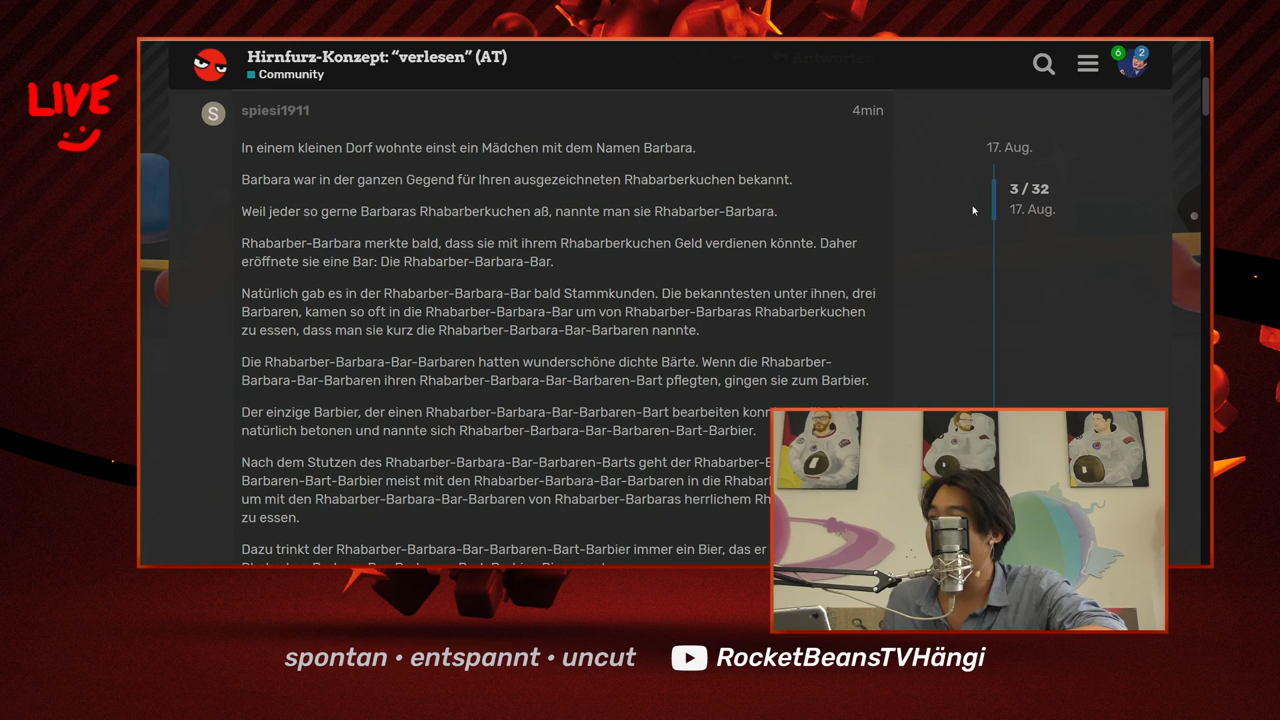 LIVE
Hirnfurz-Konzept: “verlesen” (AT)
Community
Antworten
6
2
S
spiesi1911
4min
In einem kleinen Dorf wohnte einst ein Mädchen mit dem Namen Barbara.
17. Aug.
Barbara war in der ganzen Gegend für Ihren ausgezeichneten Rhabarberkuchen bekannt.
3 / 32
17. Aug.
Weil jeder so gerne Barbaras Rhabarberkuchen aß, nannte man sie Rhabarber-Barbara.
Rhabarber-Barbara merkte bald, dass sie mit ihrem Rhabarberkuchen Geld verdienen könnte. Daher
eröffnete sie eine Bar: Die Rhabarber-Barbara-Bar.
Natürlich gab es in der Rhabarber-Barbara-Bar bald Stammkunden. Die bekanntesten unter ihnen, drei
Barbaren, kamen so oft in die Rhabarber-Barbara-Bar um von Rhabarber-Barbaras Rhabarberkuchen
zu essen, dass man sie kurz die Rhabarber-Barbara-Bar-Barbaren nannte.
Die Rhabarber-Barbara-Bar-Barbaren hatten wunderschöne dichte Bärte. Wenn die Rhabarber-
Barbara-Bar-Barbaren ihren Rhabarber-Barbara-Bar-Barbaren-Bart pflegten, gingen sie zum Barbier.
Der einzige Barbier, der einen Rhabarber-Barbara-Bar-Barbaren-Bart bearbeiten kon
natürlich betonen und nannte sich Rhabarber-Barbara-Bar-Barbaren-Bart-Barbier.
Nach dem Stutzen des Rhabarber-Barbara-Bar-Barbaren-Barts geht der Rhabarber-
Barbaren-Bart-Barbier meist mit den Rhabarber-Barbara-Bar-Barbaren in die Rhabar
um mit den Rhabarber-Barbara-Bar-Barbaren von Rhabarber-Barbaras herrlichem Rh
zu essen.
Dazu trinkt der Rhabarber-Barbara-Bar-Barbaren-Bart-Barbier immer ein Bier, das er
spontan • entspannt • uncut
RocketBeansTVHängi